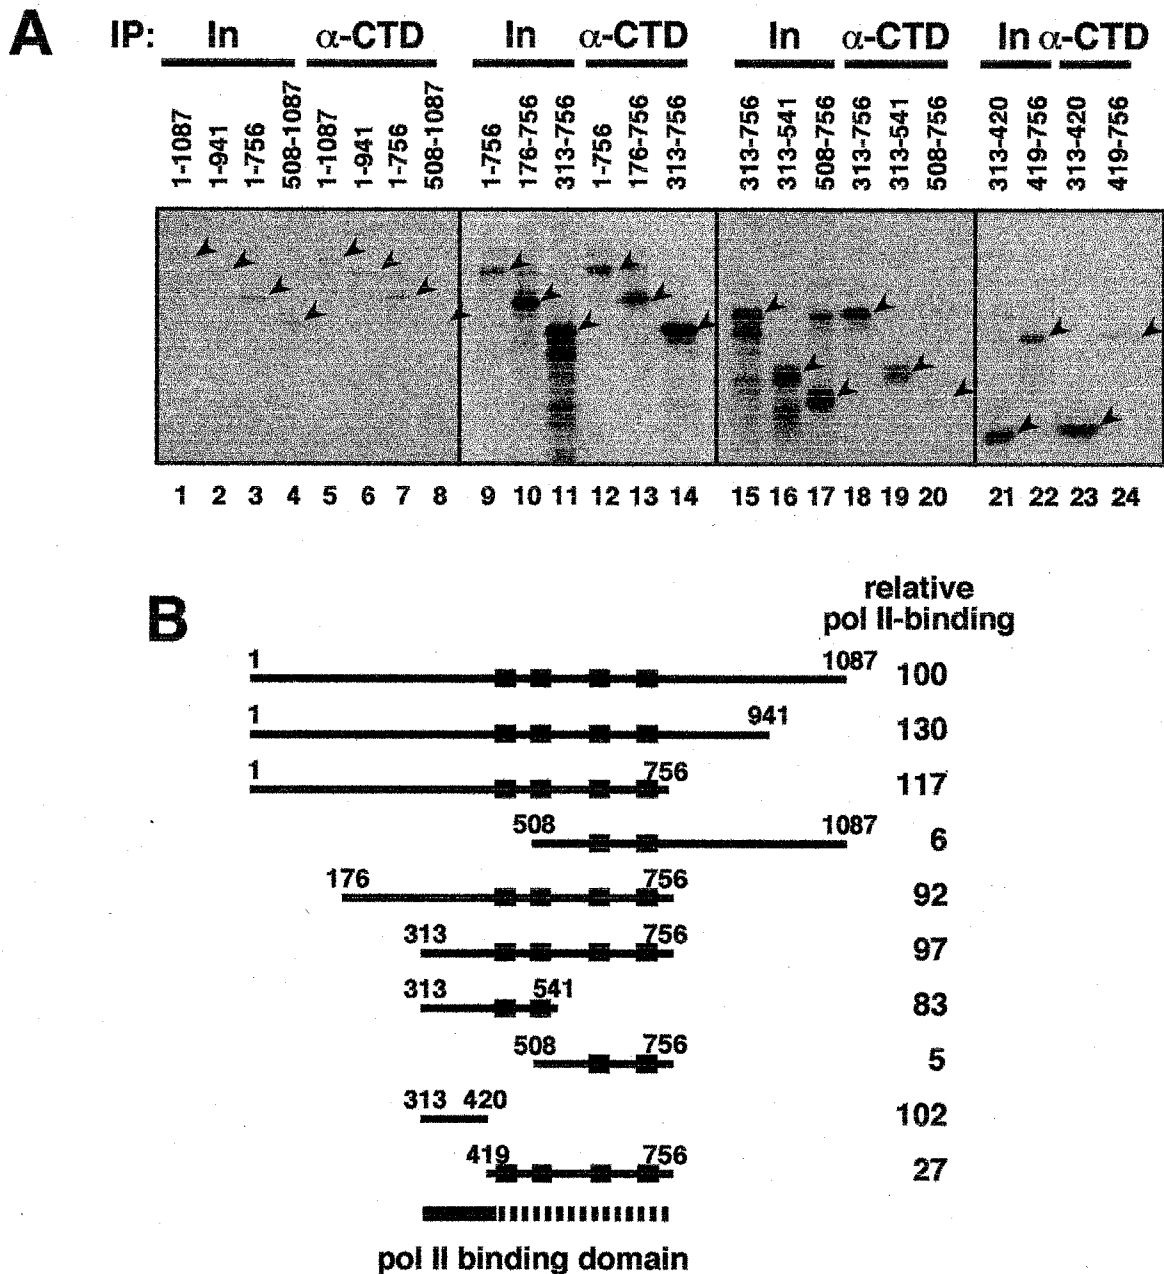 A
IP: In α-CTD In α-CTD In α-CTD In α-CTD
1-1087 1-941 1-756 508-1087 1-1087 1-941 1-756 508-1087 1-756 176-756 313-756 1-756 176-756 313-756 313-756 313-541 508-756 313-756 313-541 508-756 313-420 419-756 313-420 419-756
1 2 3 4 5 6 7 8 9 10 11 12 13 14 15 16 17 18 19 20 21 22 23 24
B
relative
pol II-binding
1 1087 100
1 941 130
1 756 117
508 1087 6
176 756 92
313 756 97
313 541 83
508 756 5
313 420 102
419 756 27
pol II binding domain